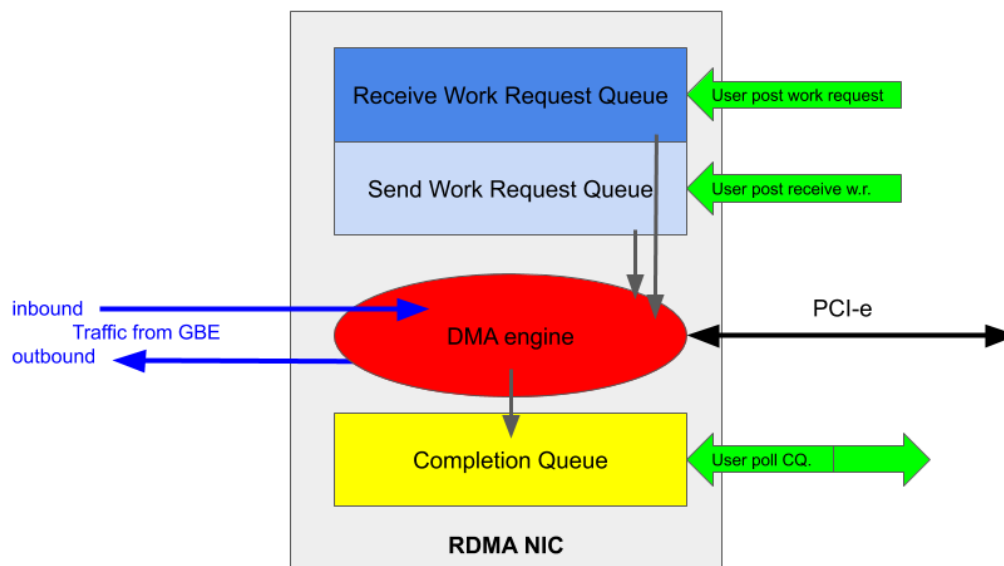 Receive Work Request Queue
User post work request
Send Work Request Queue
User post receive w.r.
inbound
Traffic from GBE
outbound
DMA engine
PCI-e
Completion Queue
User poll CQ.
RDMA NIC